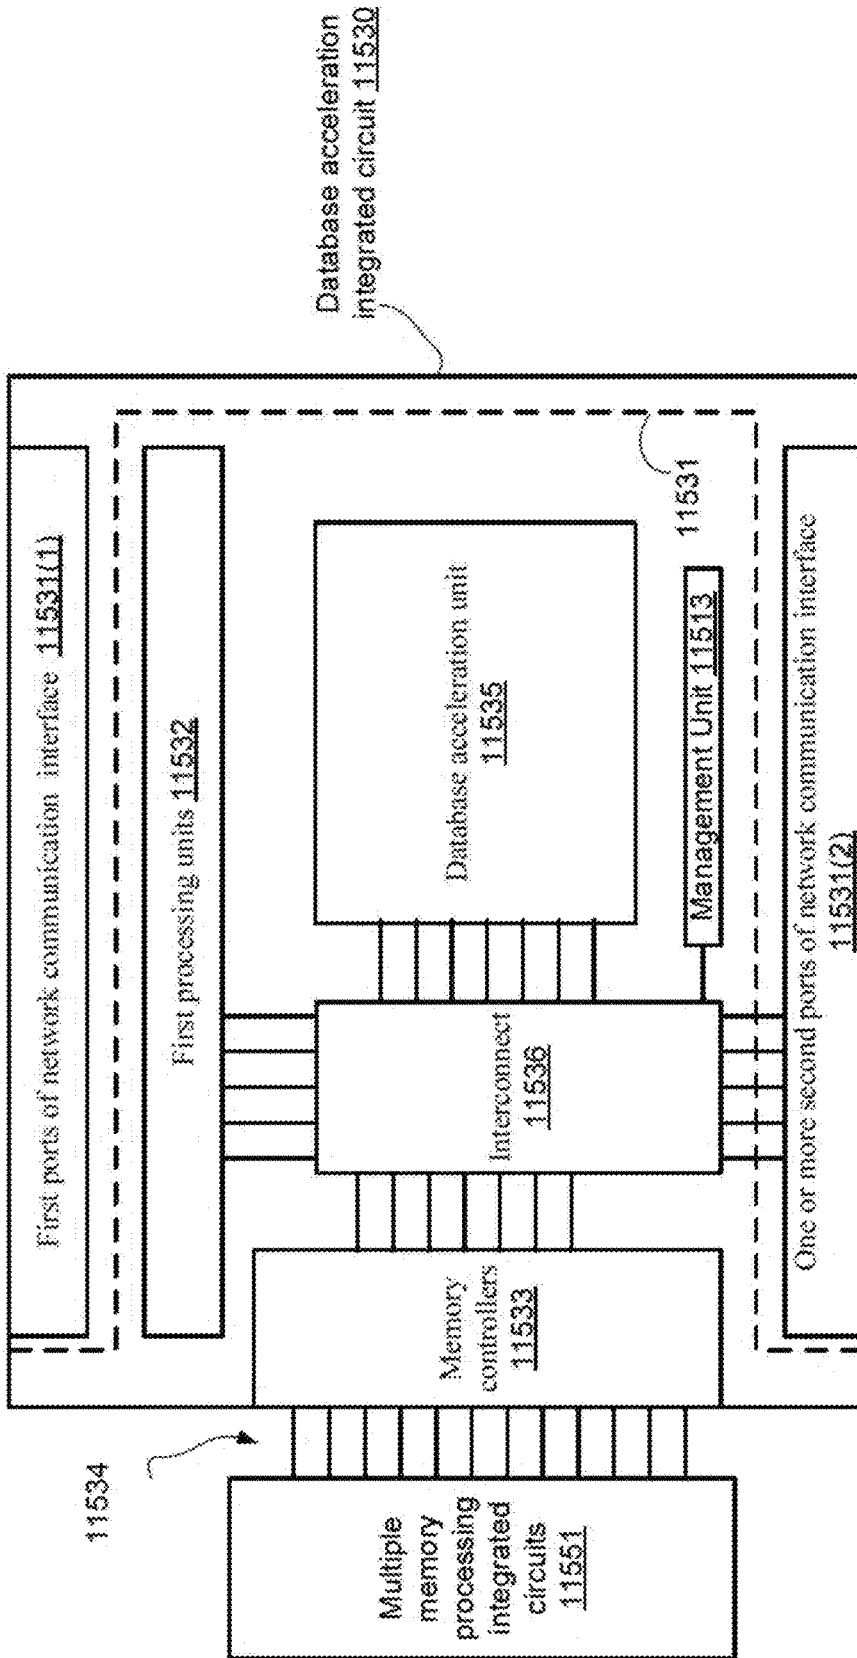 First ports of network communication interface 11531(1)
First processing units 11532
Database acceleration
integrated circuit 11530
11534
Multiple
memory
processing
integrated
circuits
11551
Memory
controllers
11533
Interconnect
11536
Database acceleration unit
11535
11531
Management Unit 11513
One or more second ports of network communication interface
11531(2)